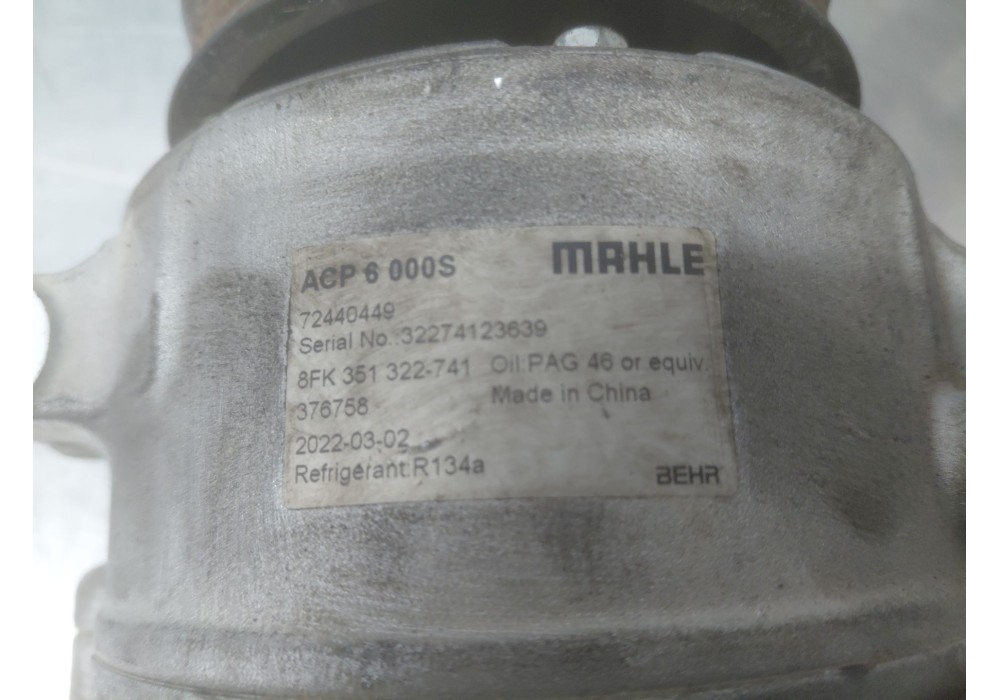 ACP 6 000S
MAHLE
72440449
Serial No.:32274123639
8FK 351 322-741 Oil:PAG 46 or equiv.
376758 Made in China
2022-03-02
Refrigerant:R134a
BEHR